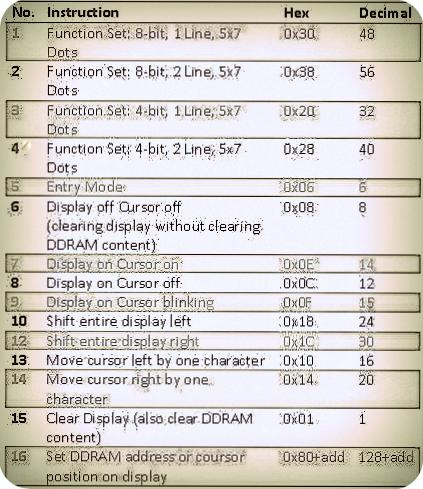 No. Instruction Hex Decimal
1 Function Set: 8-bit, 1 Line, 5x7 0x30 48
Dots
2 Function Set: 8-bit, 2 Line, 5x7 0x38 56
Dots
3 Function Set: 4-bit, 1 Line, 5x7 0x20 32
Dots
4 Function Set: 4-bit, 2 Line, 5x7 0x28 40
Dots
5 Entry Mode 0x06 6
6 Display off Cursor off 0x08 8
(clearing display without clearing
DDRAM content)
7 Display on Cursor on 0x0E 14
8 Display on Cursor off 0x0C 12
9 Display on Cursor blinking 0x0F 15
10 Shift entire display left 0x18 24
12 Shift entire display right 0x1C 30
13 Move cursor left by one character 0x10 16
14 Move cursor right by one 0x14 20
character
15 Clear Display (also clear DDRAM 0x01 1
content)
16 Set DDRAM address or coursor 0x80+add 128+add
position on display